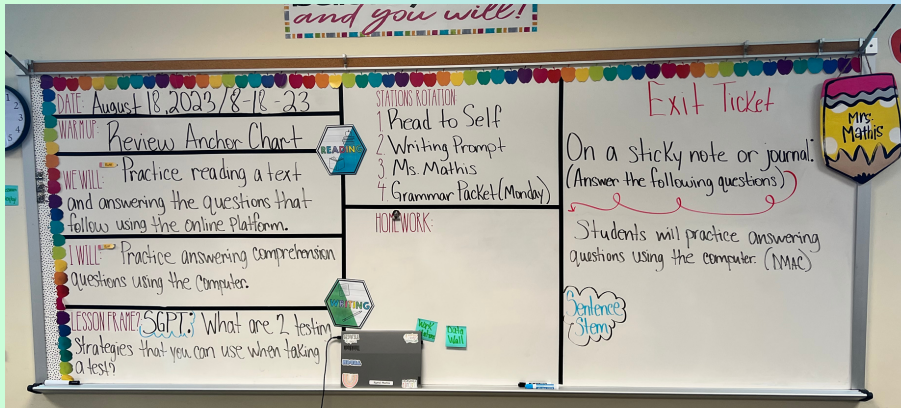 and you will!
DATE: August 18, 2023/8-18-23
WARM UP: Review Anchor Chart
READING
WE WILL: Practice reading a text
and answering the questions that
follow using the online Platform.
I WILL: Practice answering comprehension
questions using the computer.
WRITING
LESSON FRAME: SGPT: What are 2 testing
Strategies that you can use when taking
a test?
STATIONS ROTATION:
1. Read to Self
2. Writing Prompt
3. Ms. Mathis
4. Grammar Packet (Monday)
HOMEWORK:
Data
Wall
Exit Ticket
On a sticky note or journal:
(Answer the following questions)
Students will practice answering
questions using the computer. (NMAC)
Sentence
Stem
Mrs.
Mathis